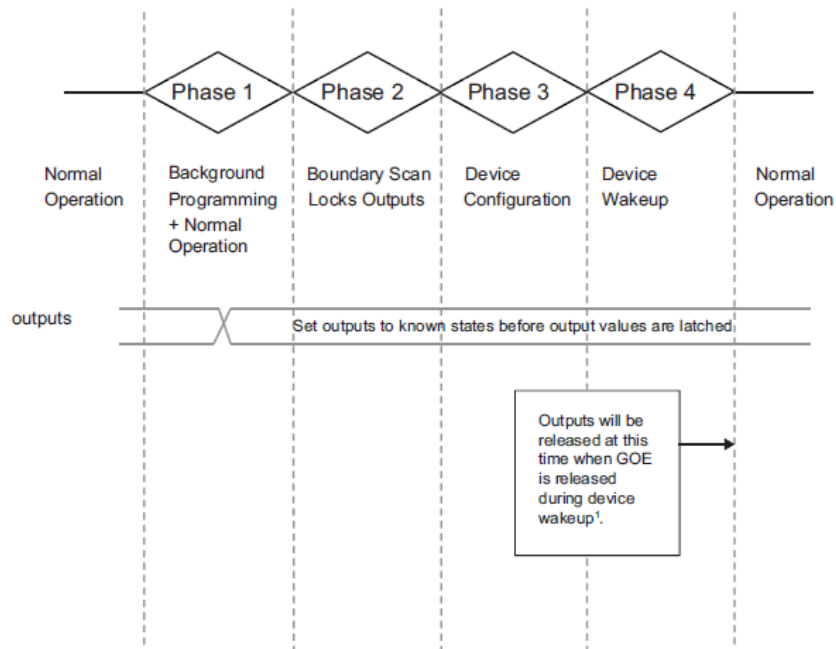 Phase 1
Phase 2
Phase 3
Phase 4
Normal
Operation
Background
Programming
+ Normal
Operation
Boundary Scan
Locks Outputs
Device
Configuration
Device
Wakeup
Normal
Operation
outputs
Set outputs to known states before output values are latched
Outputs will be
released at this
time when GOE
is released
during device
wakeup¹.